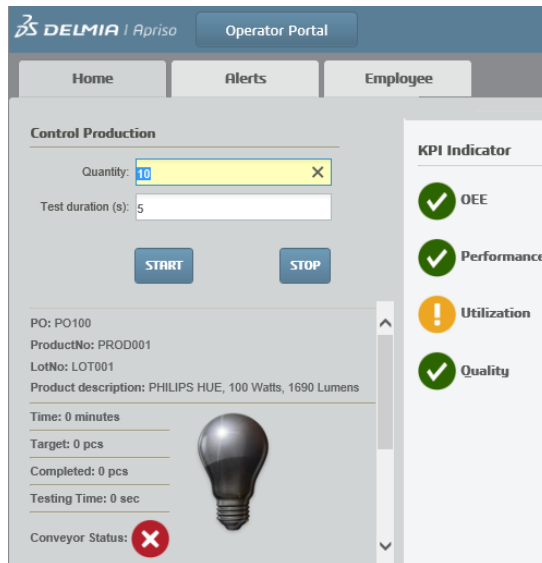 DELMIA | Apriso
Operator Portal
Home
Alerts
Employee
Control Production
Quantity: 10
Test duration (s): 5
START
STOP
PO: PO100
ProductNo: PROD001
LotNo: LOT001
Product description: PHILIPS HUE, 100 Watts, 1690 Lumens
Time: 0 minutes
Target: 0 pcs
Completed: 0 pcs
Testing Time: 0 sec
Conveyor Status:
KPI Indicator
OEE
Performance
Utilization
Quality